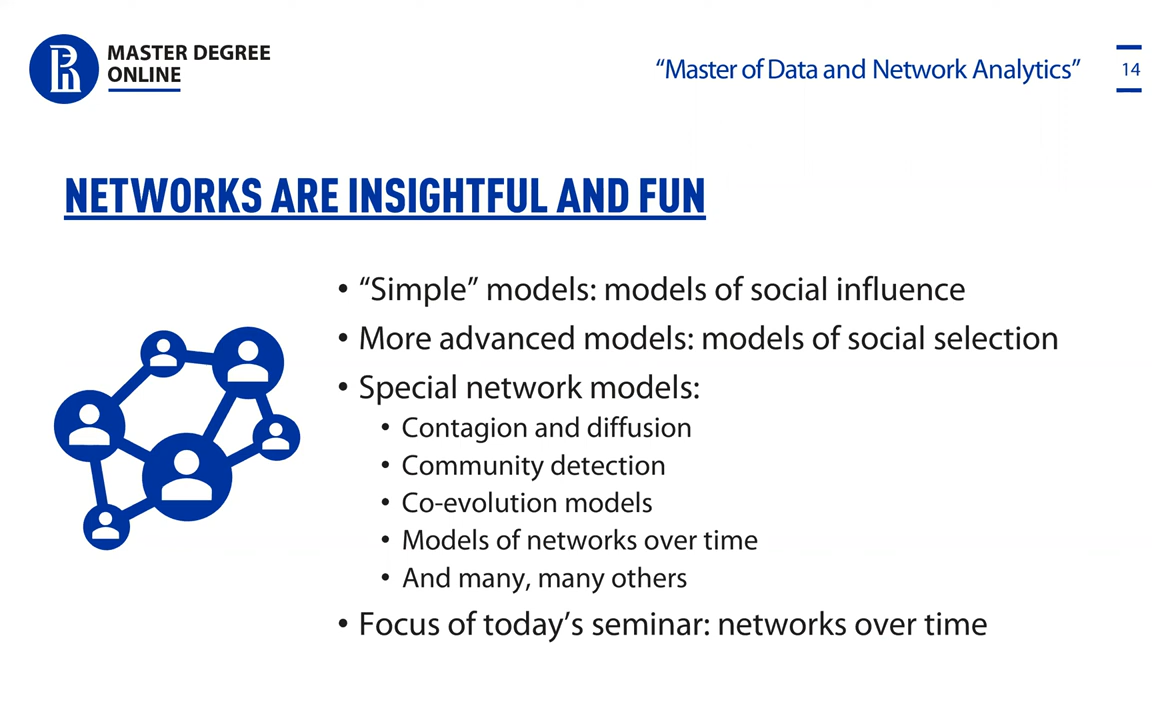 MASTER DEGREE
ONLINE
“Master of Data and Network Analytics”
14
NETWORKS ARE INSIGHTFUL AND FUN
• “Simple” models: models of social influence
• More advanced models: models of social selection
• Special network models:
• Contagion and diffusion
• Community detection
• Co-evolution models
• Models of networks over time
• And many, many others
• Focus of today’s seminar: networks over time